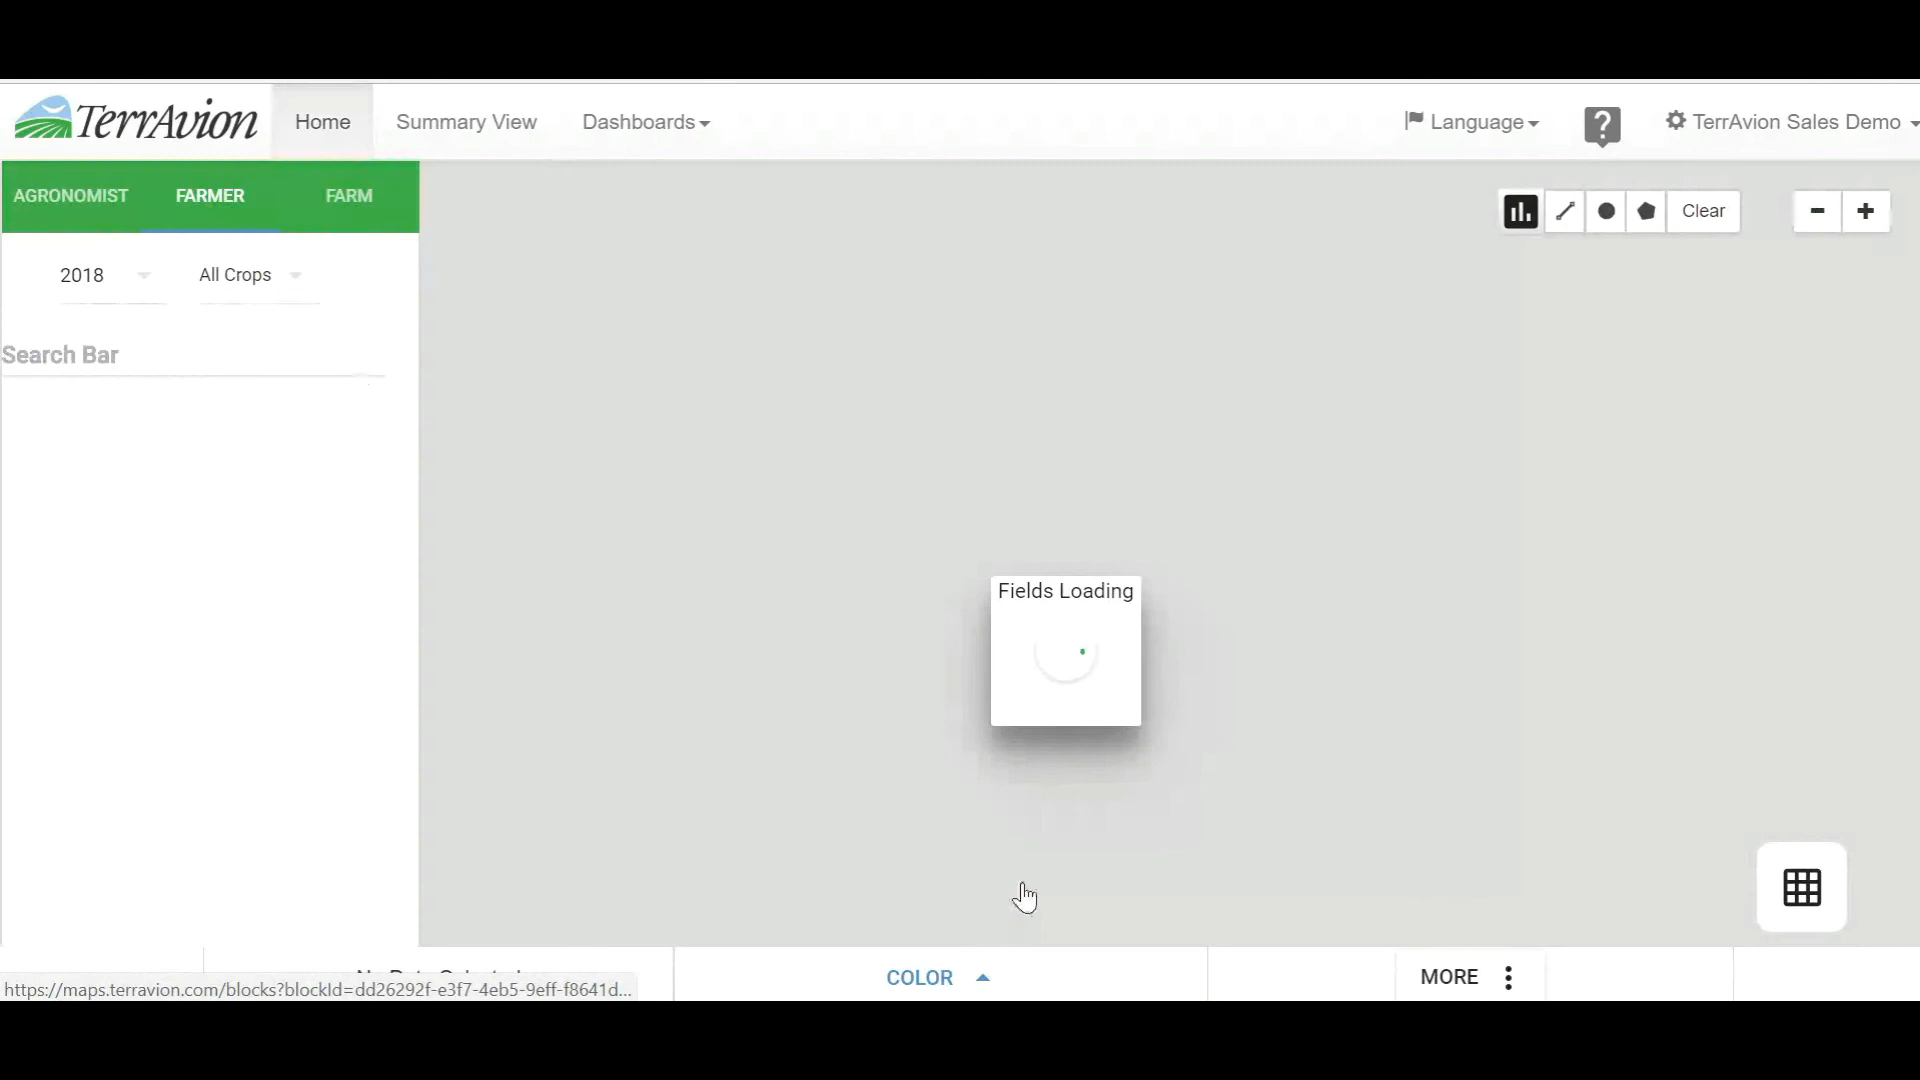 TerrAvion
Home
Summary View
Dashboards
Language
?
TerrAvion Sales Demo
AGRONOMIST
FARMER
FARM
Clear
2018
All Crops
Search Bar
Fields Loading
COLOR
MORE
https://maps.terravion.com/blocks?blockId=dd26292f-e3f7-4eb5-9eff-f8641d...